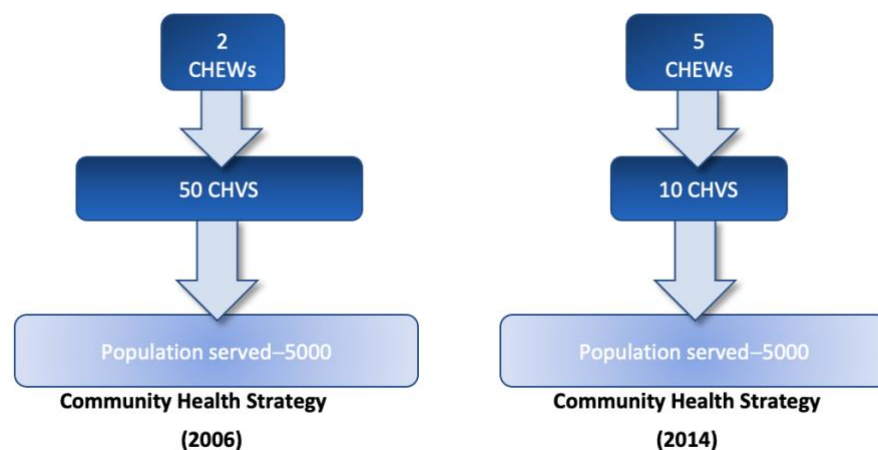 2
CHEWs
50 CHVS
Population served–5000
Community Health Strategy
(2006)
5
CHEWs
10 CHVS
Population served–5000
Community Health Strategy
(2014)